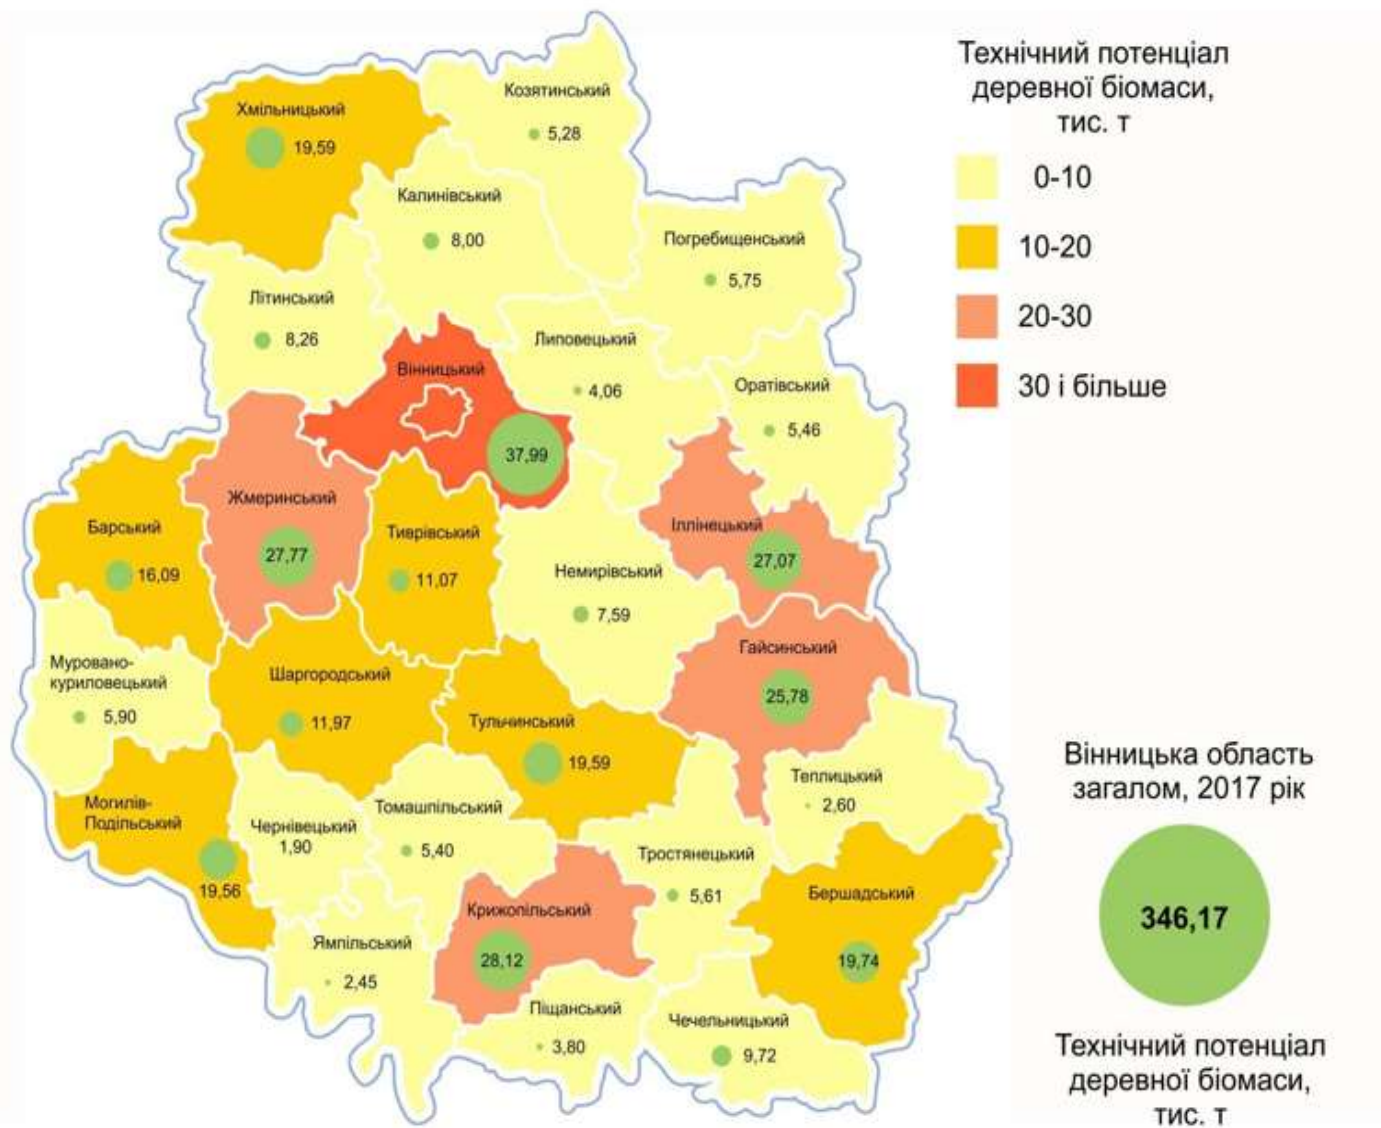 Технічний потенціал
деревної біомаси,
тис. т
0-10
10-20
20-30
30 і більше
Козятинський
5,28
Хмільницький
19,59
Калинівський
8,00
Погребищенський
5,75
Літинський
8,26
Липовецький
4,06
Вінницький
37,99
Оратівський
5,46
Жмеринський
27,77
Барський
16,09
Тиврівський
11,07
Іллінецький
27,07
Немирівський
7,59
Гайсинський
25,78
Муровано-
куриловецький
5,90
Шаргородський
11,97
Тульчинський
19,59
Теплицький
2,60
Могилів-
Подільський
19,56
Чернівецький
1,90
Томашпільський
5,40
Тростянецький
5,61
Бершадський
19,74
Крижопільський
28,12
Ямпільський
2,45
Піщанський
3,80
Чечельницький
9,72
Вінницька область
загалом, 2017 рік
346,17
Технічний потенціал
деревної біомаси,
тис. т